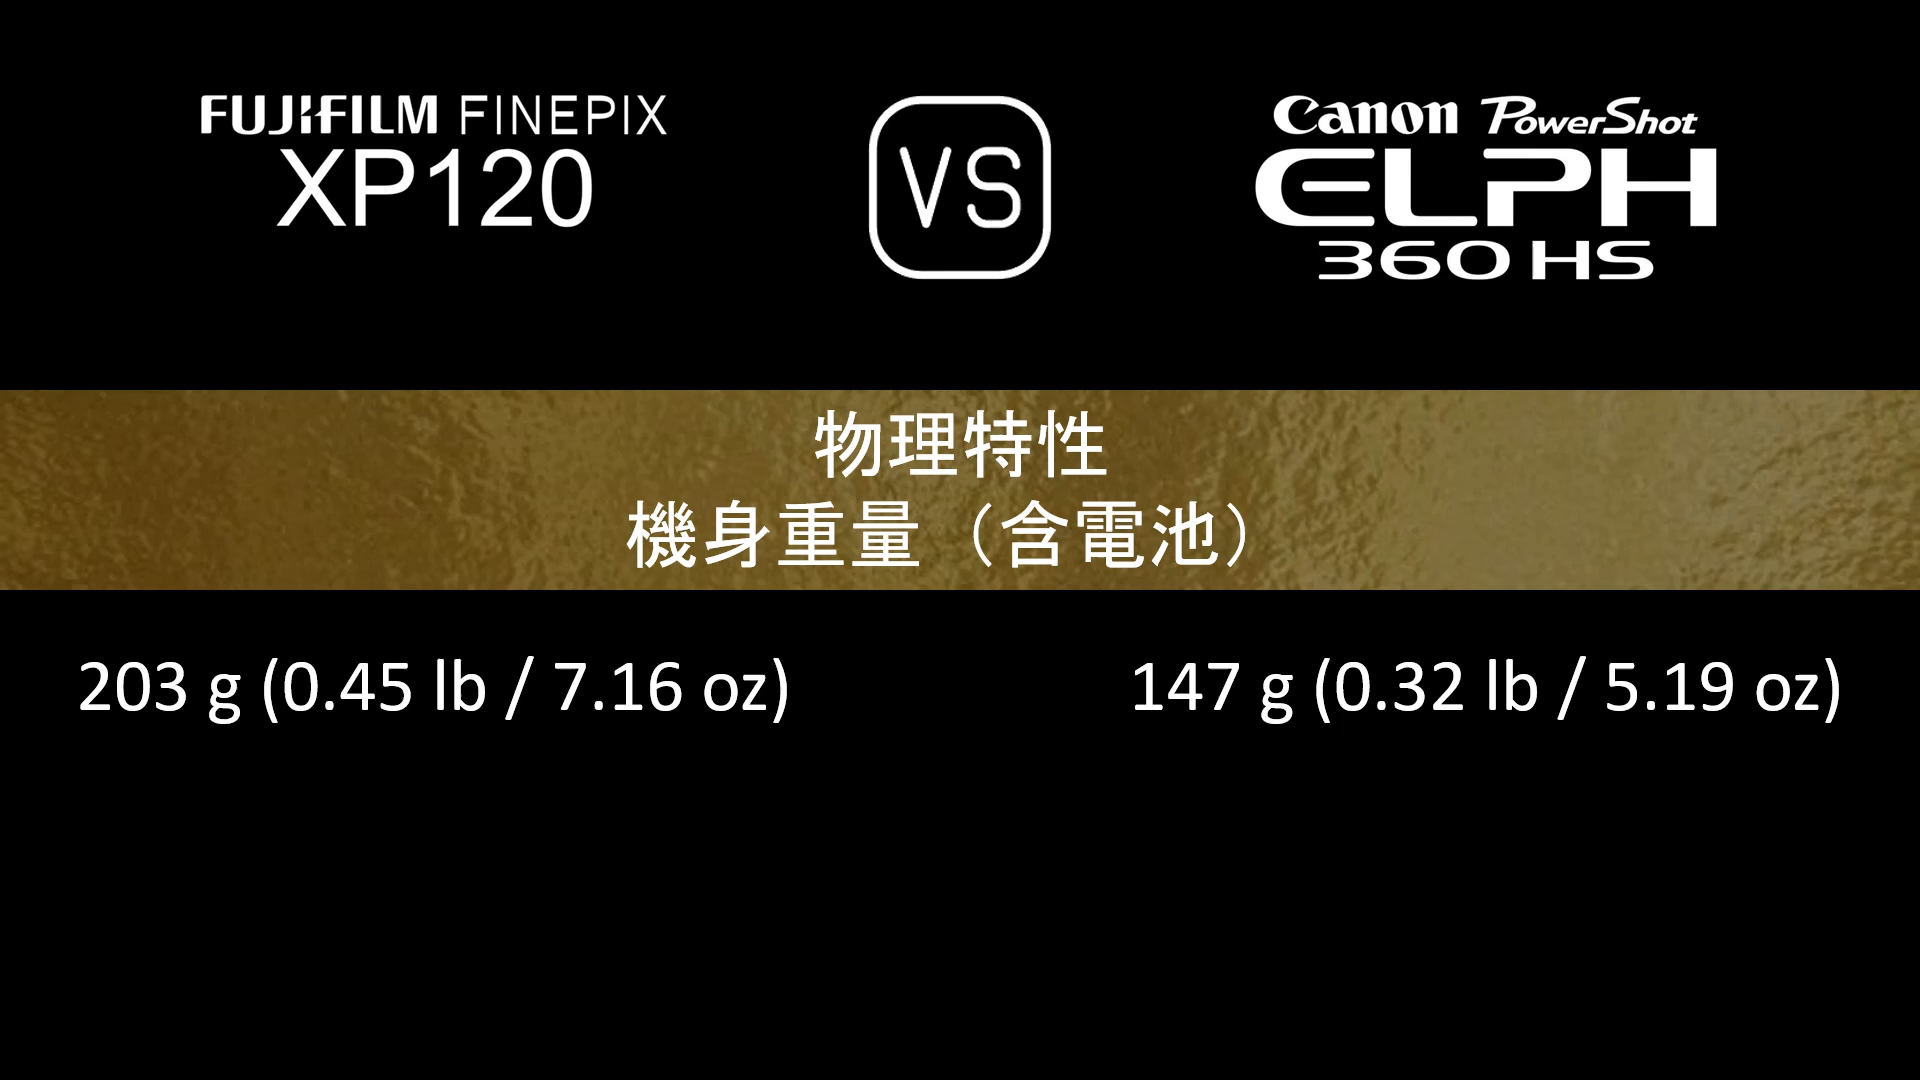 FUJIFILM FINEPIX
XP120
VS
Canon PowerShot
ELPH
360 HS
物理特性
機身重量（含電池）
203 g (0.45 lb / 7.16 oz)
147 g (0.32 lb / 5.19 oz)